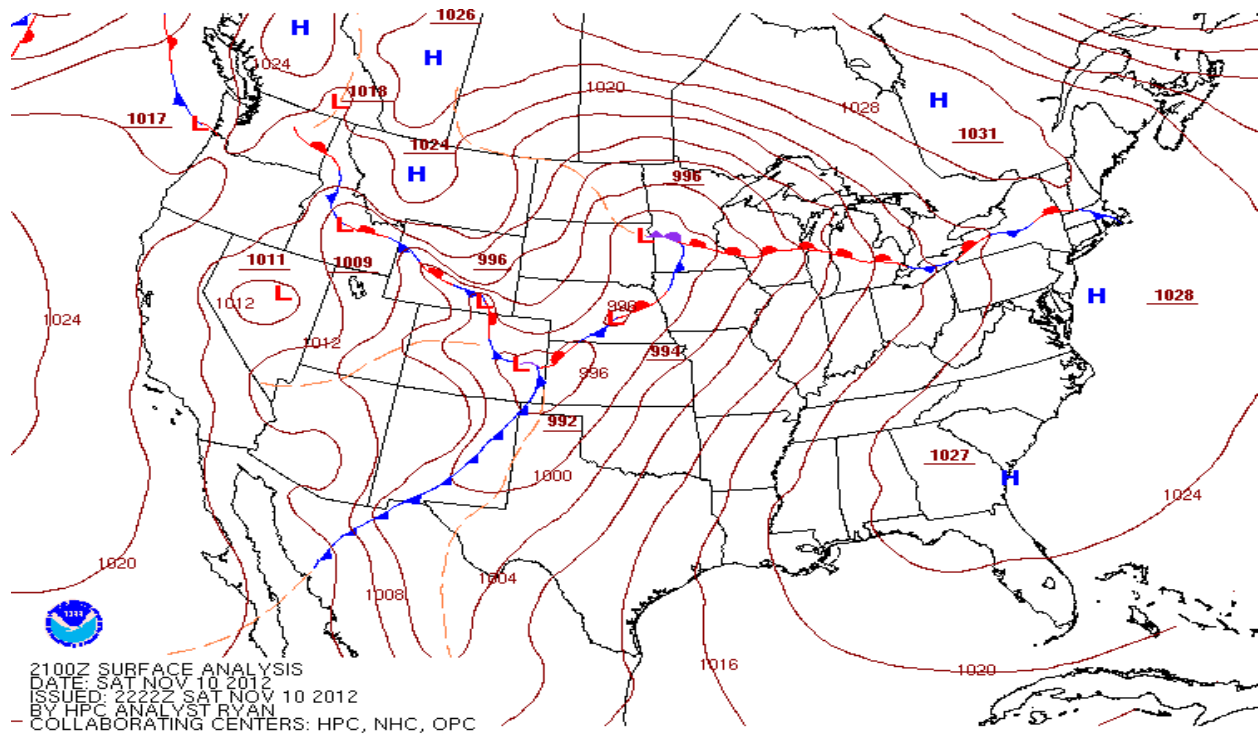 1026
H
H
1024
1018
L
1020
1028
H
1017
L
1031
1024
H
996
L
1011
1009
996
L
H
1028
1012
L
L
996
L
1024
1012
994
L
996
992
1027
H
1000
1024
1020
1004
1008
1016
1020
2100Z SURFACE ANALYSIS
DATE: SAT NOV 10 2012
ISSUED: 2222Z SAT NOV 10 2012
BY HPC ANALYST RYAN
COLLABORATING CENTERS: HPC, NHC, OPC